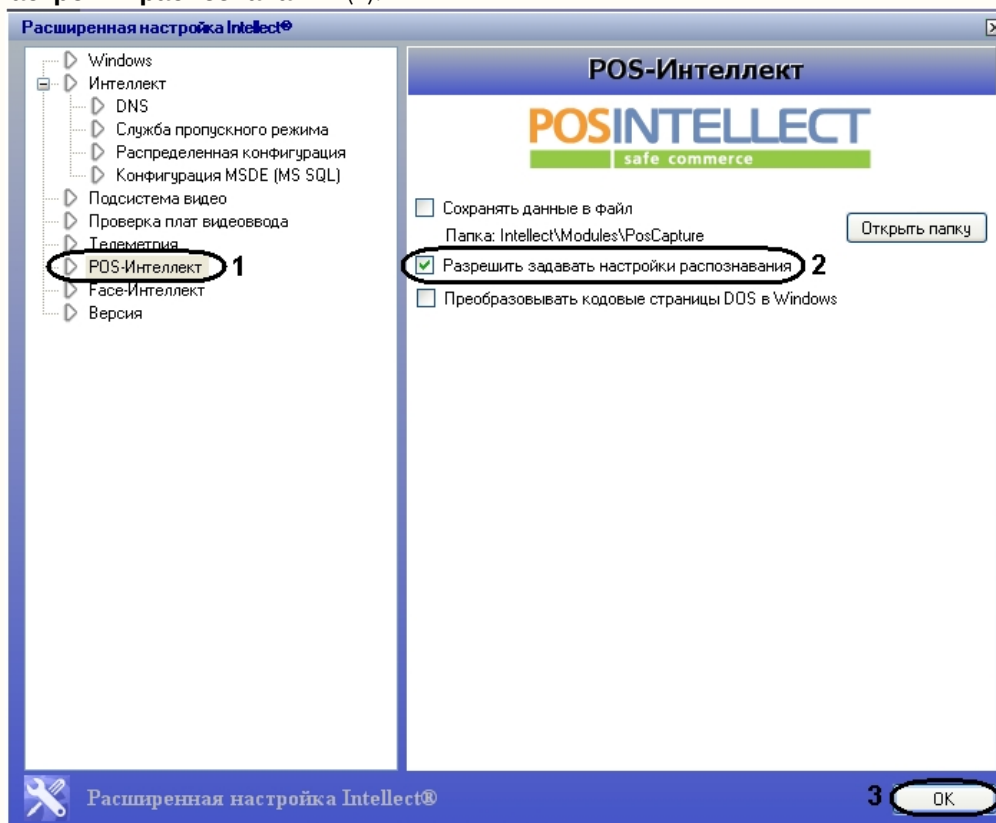 Расширенная настройка Intellect®
Windows
Интеллект
DNS
Служба пропускного режима
Распределенная конфигурация
Конфигурация MSDE (MS SQL)
Подсистема видео
Проверка плат видеоввода
Телеметрия
POS-Интеллект 1
Face-Интеллект
Версия
POS-Интеллект
POSINTELLECT
safe commerce
Сохранять данные в файл
Папка: Intellect\Modules\PosCapture
Открыть папку
Разрешить задавать настройки распознавания 2
Преобразовывать кодовые страницы DOS в Windows
Расширенная настройка Intellect®
3 OK